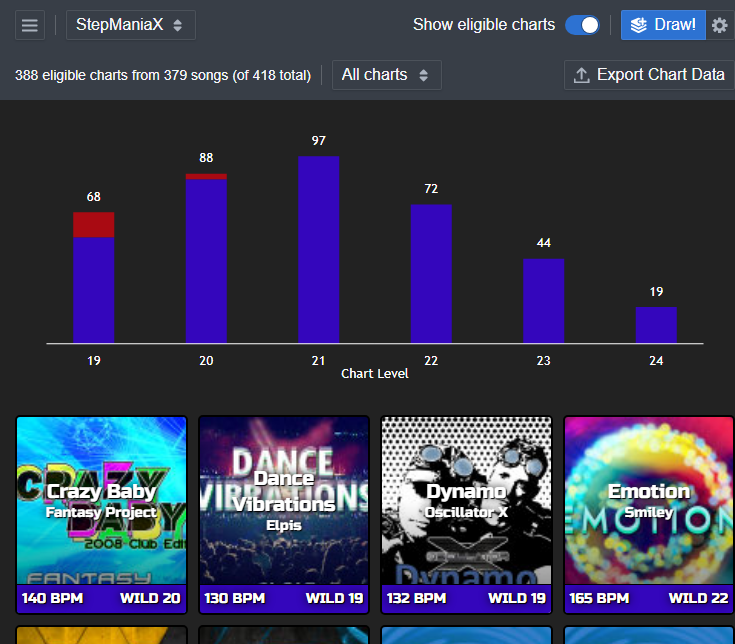 StepManiaX
Show eligible charts
Draw!
388 eligible charts from 379 songs (of 418 total)
All charts
Export Chart Data
68
88
97
72
44
19
19
20
21
22
23
24
Chart Level
CRAZY
BABY
2008 Club Edi
FANTASY
Crazy Baby
Fantasy Project
140 BPM
WILD 20
DANCE
VIBRATIONS
Dance
Vibrations
Elpis
130 BPM
WILD 19
Dynamo
Oscillator X
Dynamo
132 BPM
WILD 19
EMOTION
Emotion
Smiley
165 BPM
WILD 22